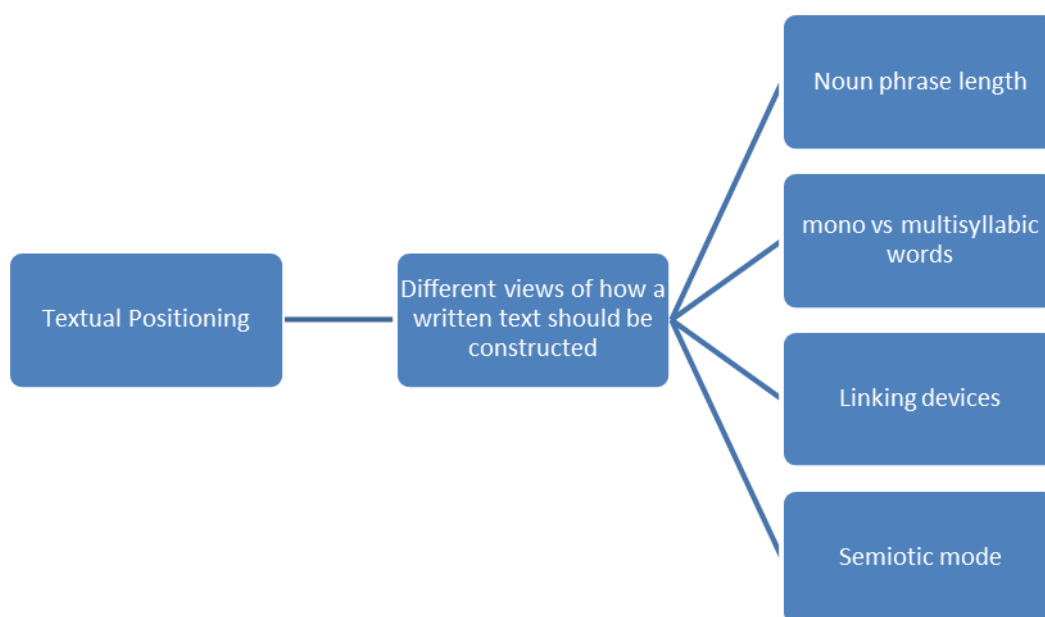 Textual Positioning
Different views of how a
written text should be
constructed
Noun phrase length
mono vs multisyllabic
words
Linking devices
Semiotic mode